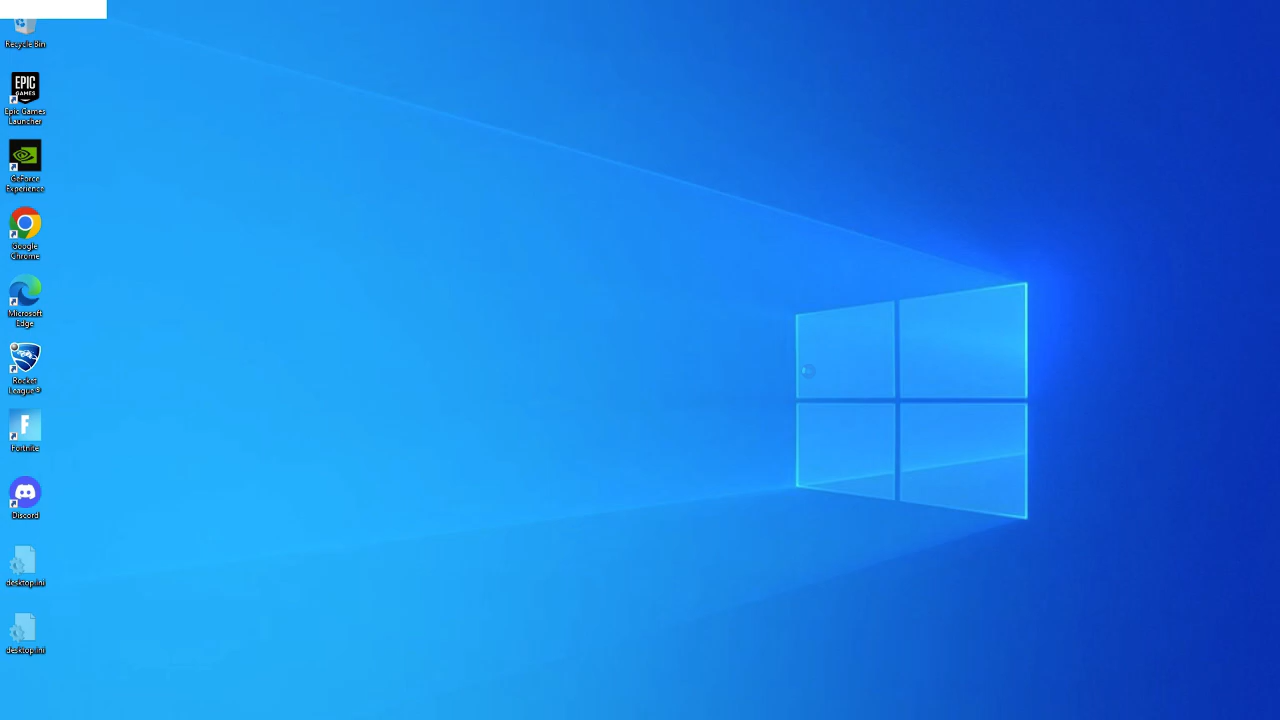 Recycle Bin
EPIC
GAMES
Epic Games
Launcher
GeForce
Experience
Google
Chrome
Microsoft
Edge
Rocket
League®
F
Fortnite
Discord
desktop.ini
desktop.ini